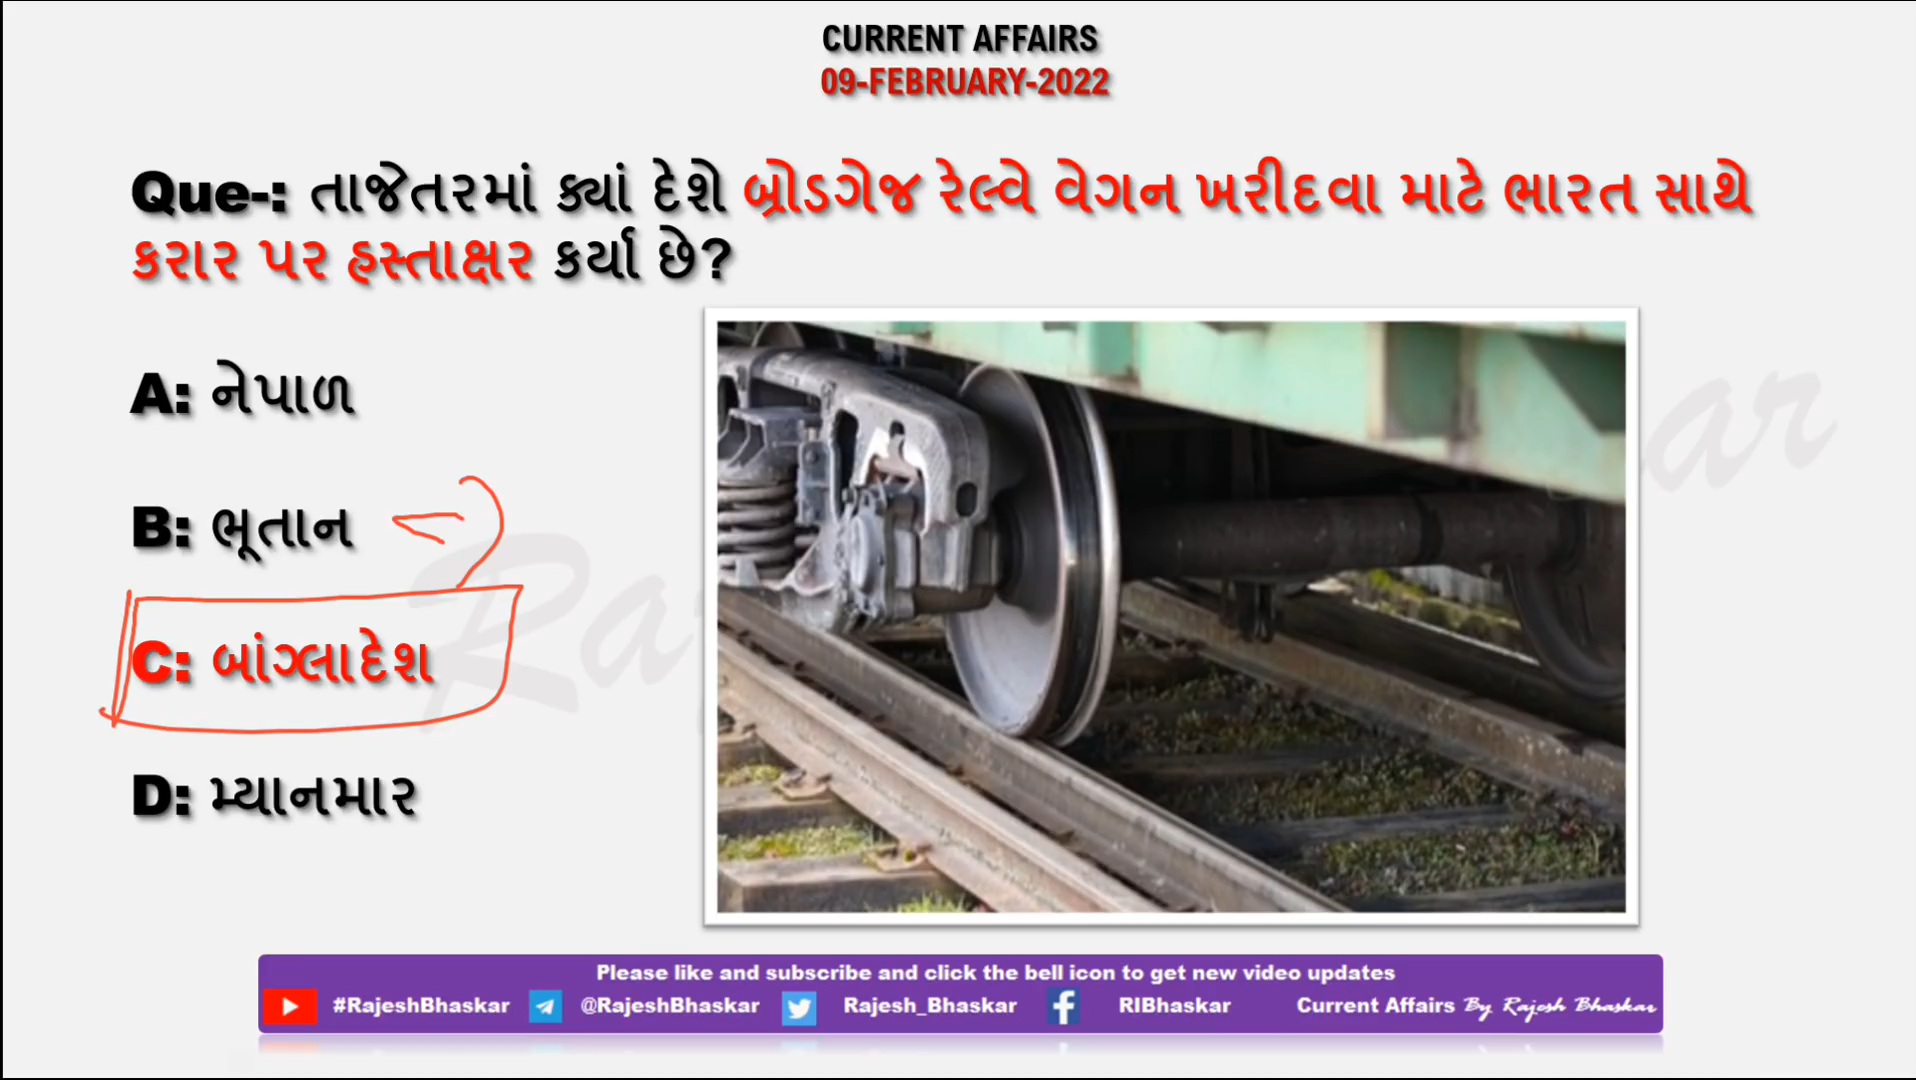 CURRENT AFFAIRS
09-FEBRUARY-2022
Que-: તાજેતરમાં ક્યાં દેશે બ્રોડગેજ રેલ્વે વેગન ખરીદવા માટે ભારત સાથે
કરાર પર હસ્તાક્ષર કર્યા છે?
A: નેપાળ
B: ભૂતાન
C: બાંગ્લાદેશ
D: મ્યાનમાર
Please like and subscribe and click the bell icon to get new video updates
#RajeshBhaskar @RajeshBhaskar Rajesh_Bhaskar RIBhaskar Current Affairs By Rajesh Bhaskar